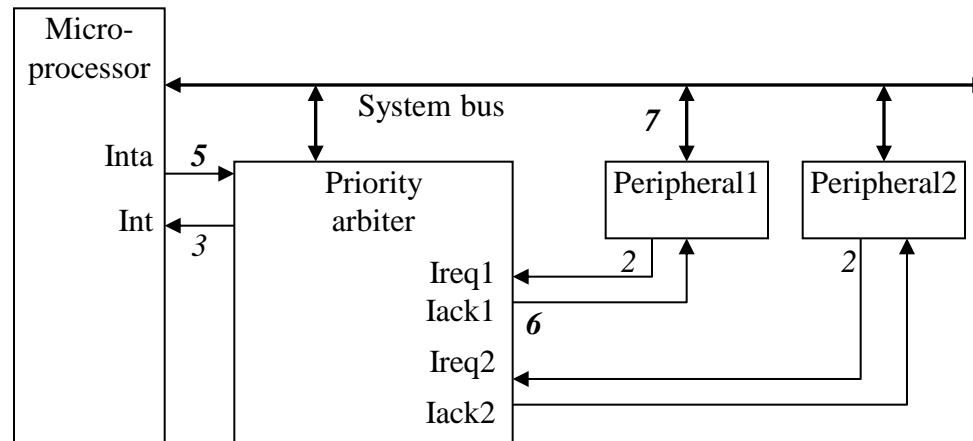 Micro-
processor
System bus
7
Inta
5
Priority
arbiter
Peripheral1
Peripheral2
Int
3
2
2
Ireq1
Iack1
6
Ireq2
Iack2